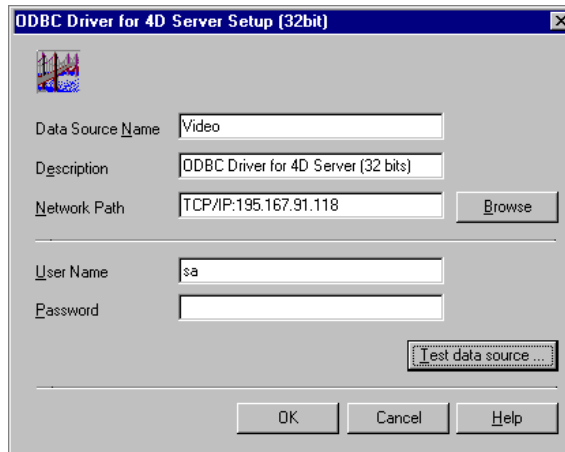 ODBC Driver for 4D Server Setup (32bit)
Data Source Name Video
Description ODBC Driver for 4D Server (32 bits)
Network Path TCP/IP:195.167.91.118 Browse
User Name sa
Password
Test data source ...
OK Cancel Help